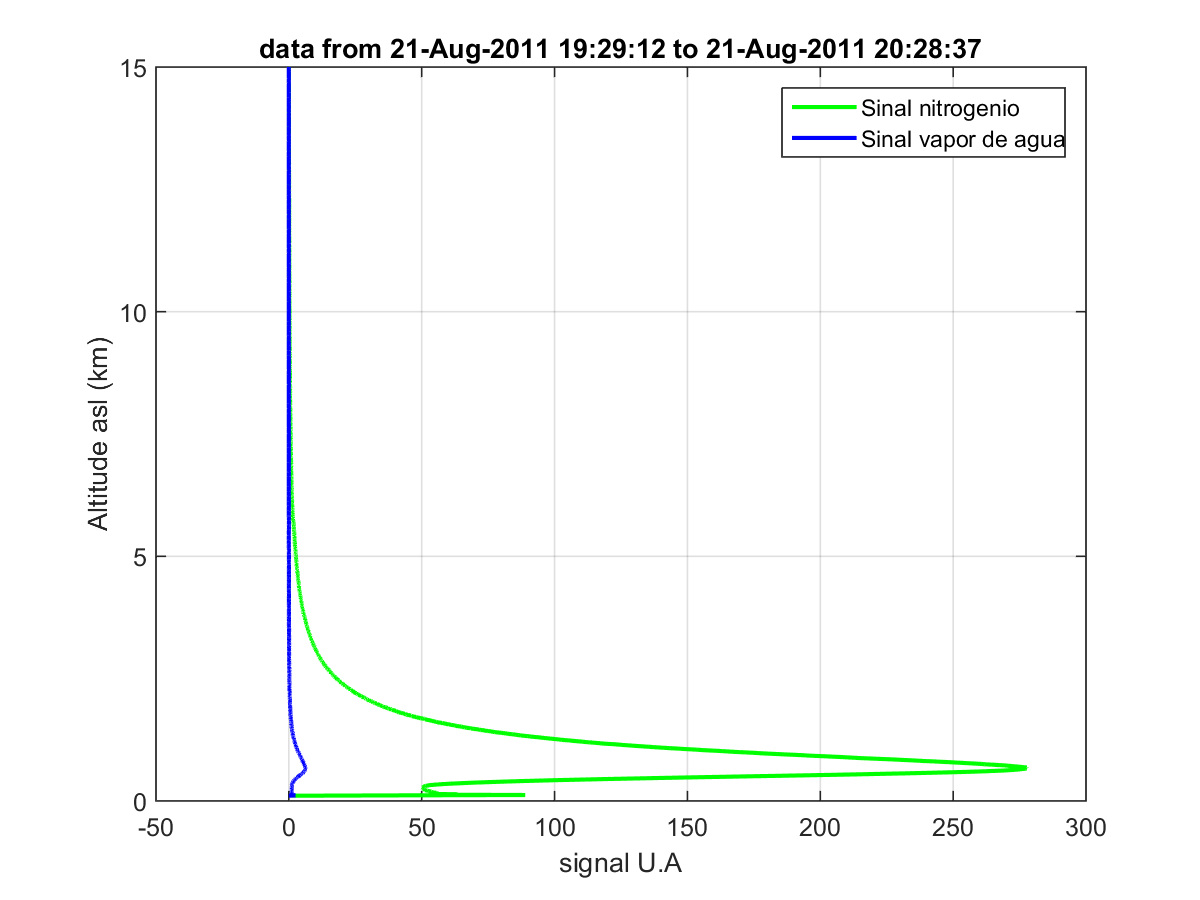 data from 21-Aug-2011 19:29:12 to 21-Aug-2011 20:28:37
Sinal nitrogenio
Sinal vapor de agua
15
10
5
0
Altitude asl (km)
-50 0 50 100 150 200 250 300
signal U.A